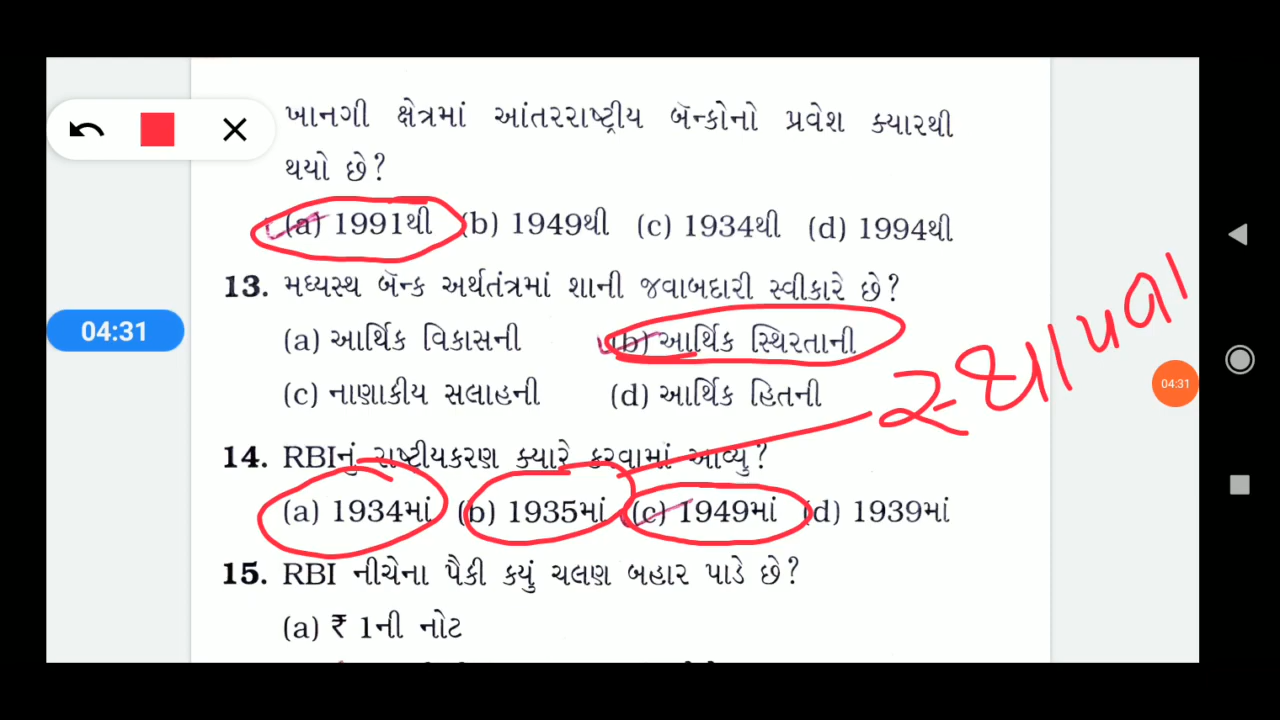 ખાનગી ક્ષેત્રમાં આંતરરાષ્ટ્રીય બૅન્કોનો પ્રવેશ ક્યારથી
થયો છે?
(a) 1991થી (b) 1949થી (c) 1934થી (d) 1994થી
13. મધ્યસ્થ બૅન્ક અર્થતંત્રમાં શાની જવાબદારી સ્વીકારે છે?
04:31
(a) આર્થિક વિકાસની (b) આર્થિક સ્થિરતાની
(c) નાણાકીય સલાહની (d) આર્થિક હિતની
04:31
સ્થાપના
14. RBIનું રાષ્ટ્રીયકરણ ક્યારે કરવામાં આવ્યુ?
(a) 1934માં (b) 1935માં (c) 1949માં (d) 1939માં
15. RBI નીચેના પૈકી કયું ચલણ બહાર પાડે છે?
(a) ₹ 1ની નોટ